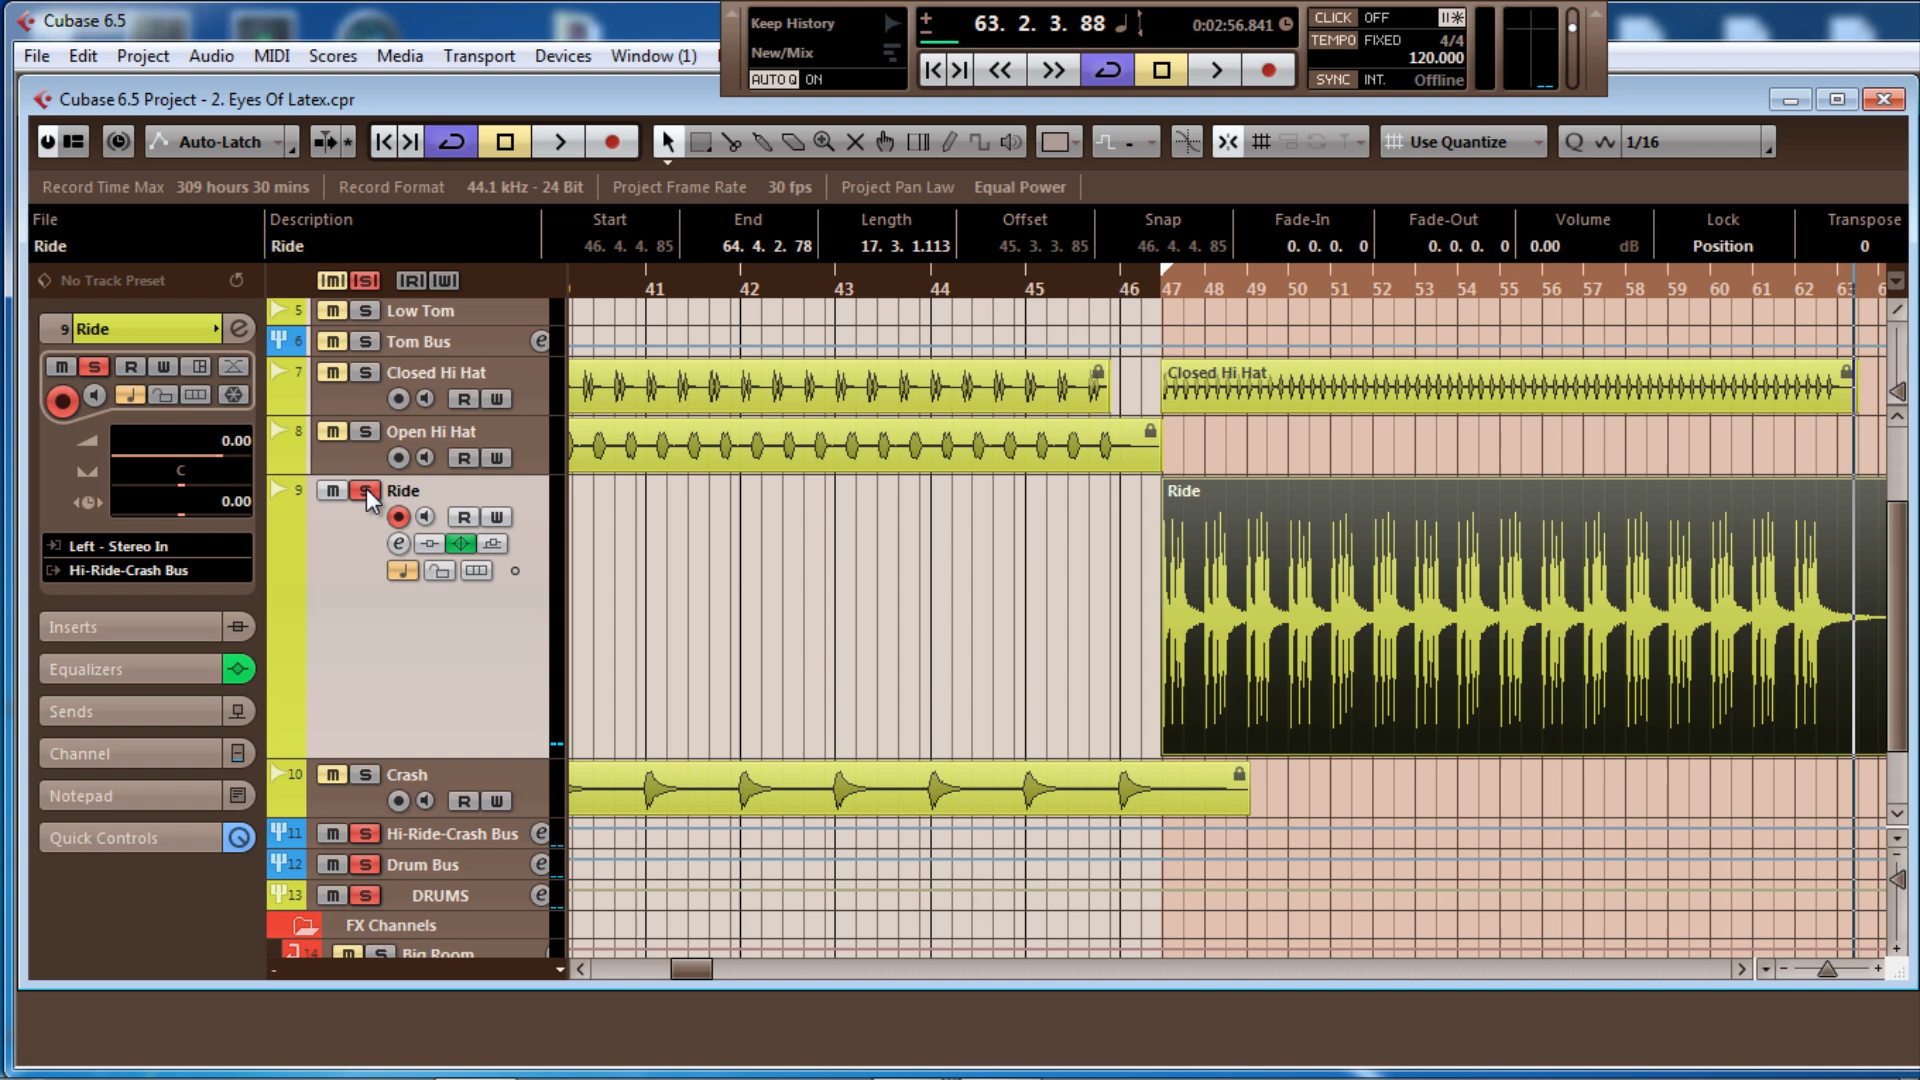 Cubase 6.5
File Edit Project Audio MIDI Scores Media Transport Devices Window (1)
Keep History
New/Mix
AUTO Q ON
63. 2. 3. 88
0:02:56.841
CLICK OFF
TEMPO FIXED 4/4
120.000
SYNC INT. Offline
Cubase 6.5 Project - 2. Eyes Of Latex.cpr
Auto-Latch
Use Quantize
Q 1/16
Record Time Max 309 hours 30 mins Record Format 44.1 kHz - 24 Bit Project Frame Rate 30 fps Project Pan Law Equal Power
File Description Start End Length Offset Snap Fade-In Fade-Out Volume Lock Transpose
Ride Ride 46. 4. 4. 85 64. 4. 2. 78 17. 3. 1.113 45. 3. 3. 85 46. 4. 4. 85 0. 0. 0. 0 0. 0. 0. 0 0.00 dB Position 0
No Track Preset
M S R W
41 42 43 44 45 46 47 48 49 50 51 52 53 54 55 56 57 58 59 60 61 62
9 Ride
M S R W
0.00
C
0.00
Left - Stereo In
Hi-Ride-Crash Bus
Inserts
Equalizers
Sends
Channel
Notepad
Quick Controls
5 M S Low Tom
6 M S Tom Bus e
7 M S Closed Hi Hat
R W
Closed Hi Hat
8 M S Open Hi Hat
R W
9 M S Ride
R W
e
Ride
10 M S Crash
R W
11 M S Hi-Ride-Crash Bus e
12 M S Drum Bus e
13 M S DRUMS e
FX Channels
14 M S Big Room